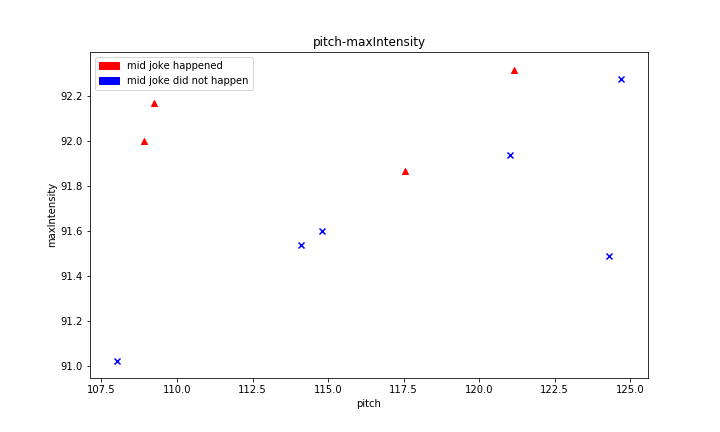 pitch-maxIntensity
mid joke happened
mid joke did not happen
maxIntensity
92.2
92.0
91.8
91.6
91.4
91.2
91.0
107.5 110.0 112.5 115.0 117.5 120.0 122.5 125.0
pitch